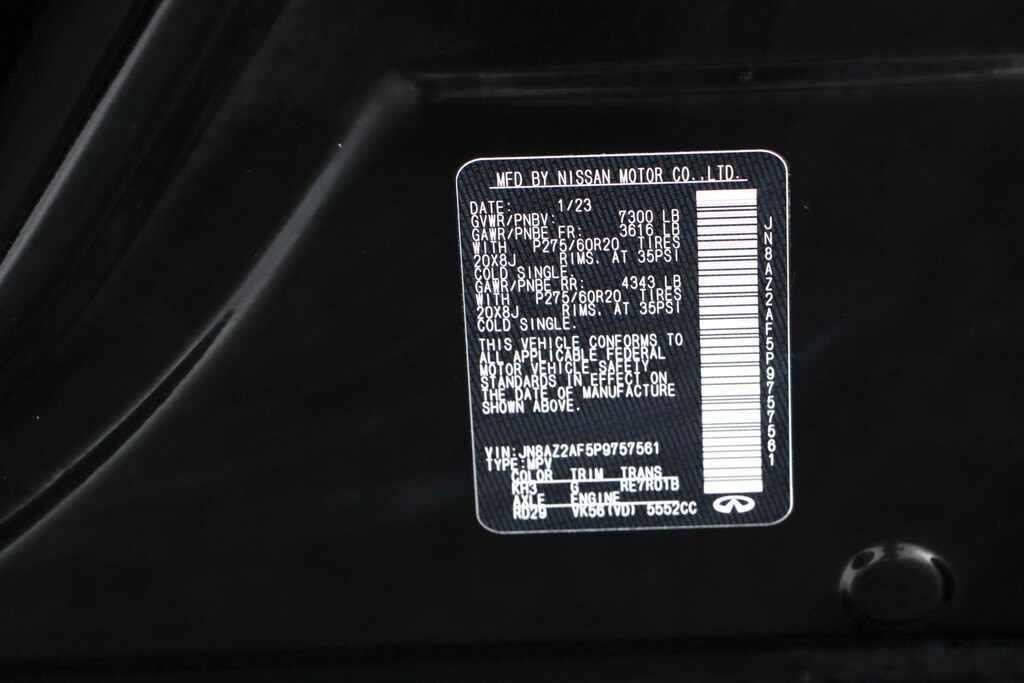 MFD BY NISSAN MOTOR CO.,LTD.
DATE: 1/23
GVWR/PNBV: 7300 LB
GAWR/PNBE FR: 3616 LB
WITH P275/60R20 TIRES
20X8J RIMS. AT 35PSI
COLD SINGLE.
GAWR/PNBE RR: 4343 LB
WITH P275/60R20 TIRES
20X8J RIMS. AT 35PSI
COLD SINGLE.
THIS VEHICLE CONFORMS TO
ALL APPLICABLE FEDERAL
MOTOR VEHICLE SAFETY
STANDARDS IN EFFECT ON
THE DATE OF MANUFACTURE
SHOWN ABOVE.
VIN:JN8AZ2AF5P9757561
TYPE:MPV
COLOR TRIM TRANS
KH3 G RE7R01B
AXLE ENGINE
RD29 VK56(VD) 5552CC
JN8AZ2AF5P9757561